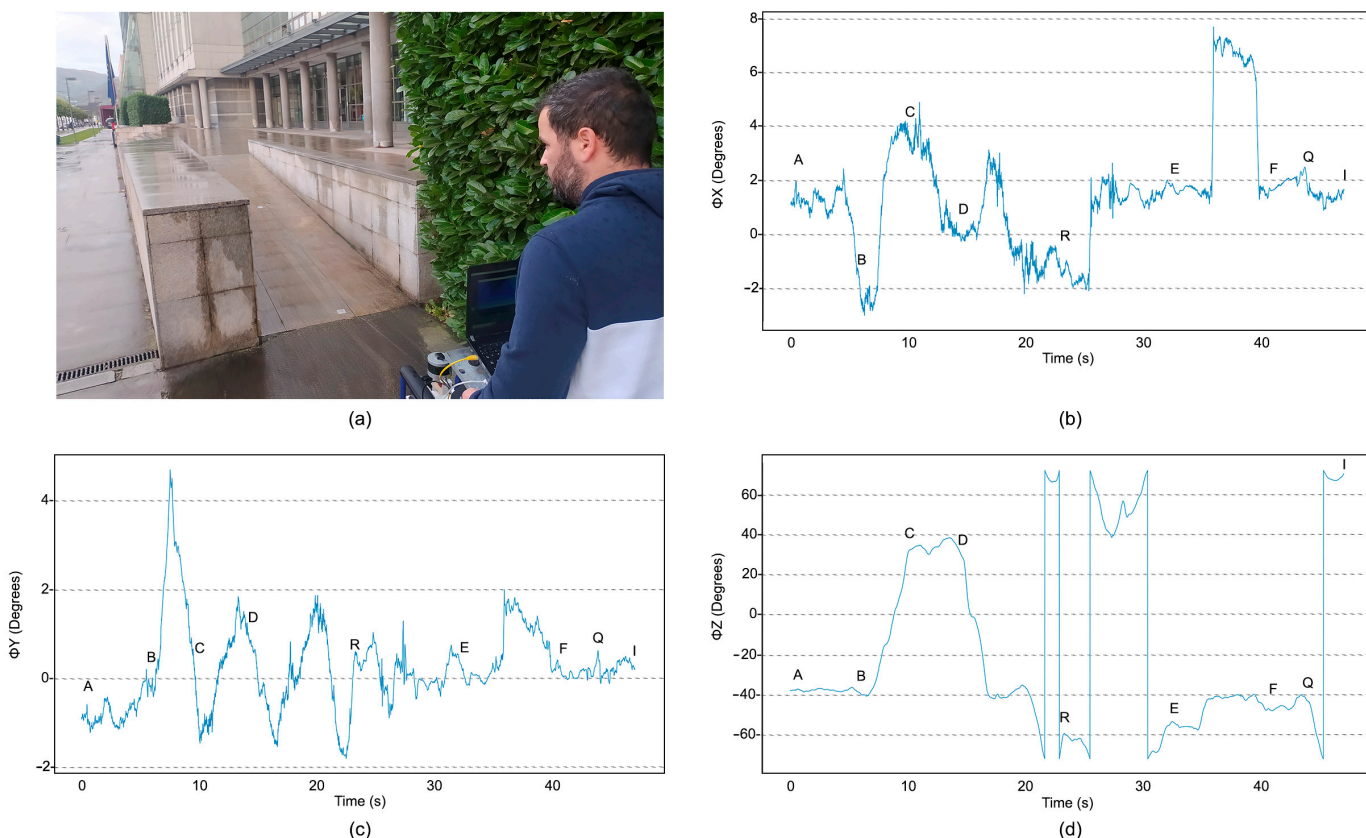 8
6
4
2
0
−2
ΦX (Degrees)
A
B
C
D
R
E
F
Q
I
0
10
20
30
40
Time (s)
(a)
(b)
4
2
0
−2
ΦY (Degrees)
A
B
C
D
R
E
F
Q
I
0
10
20
30
40
Time (s)
(c)
60
40
20
0
−20
−40
−60
ΦZ (Degrees)
A
B
C
D
R
E
F
Q
I
0
10
20
30
40
Time (s)
(d)